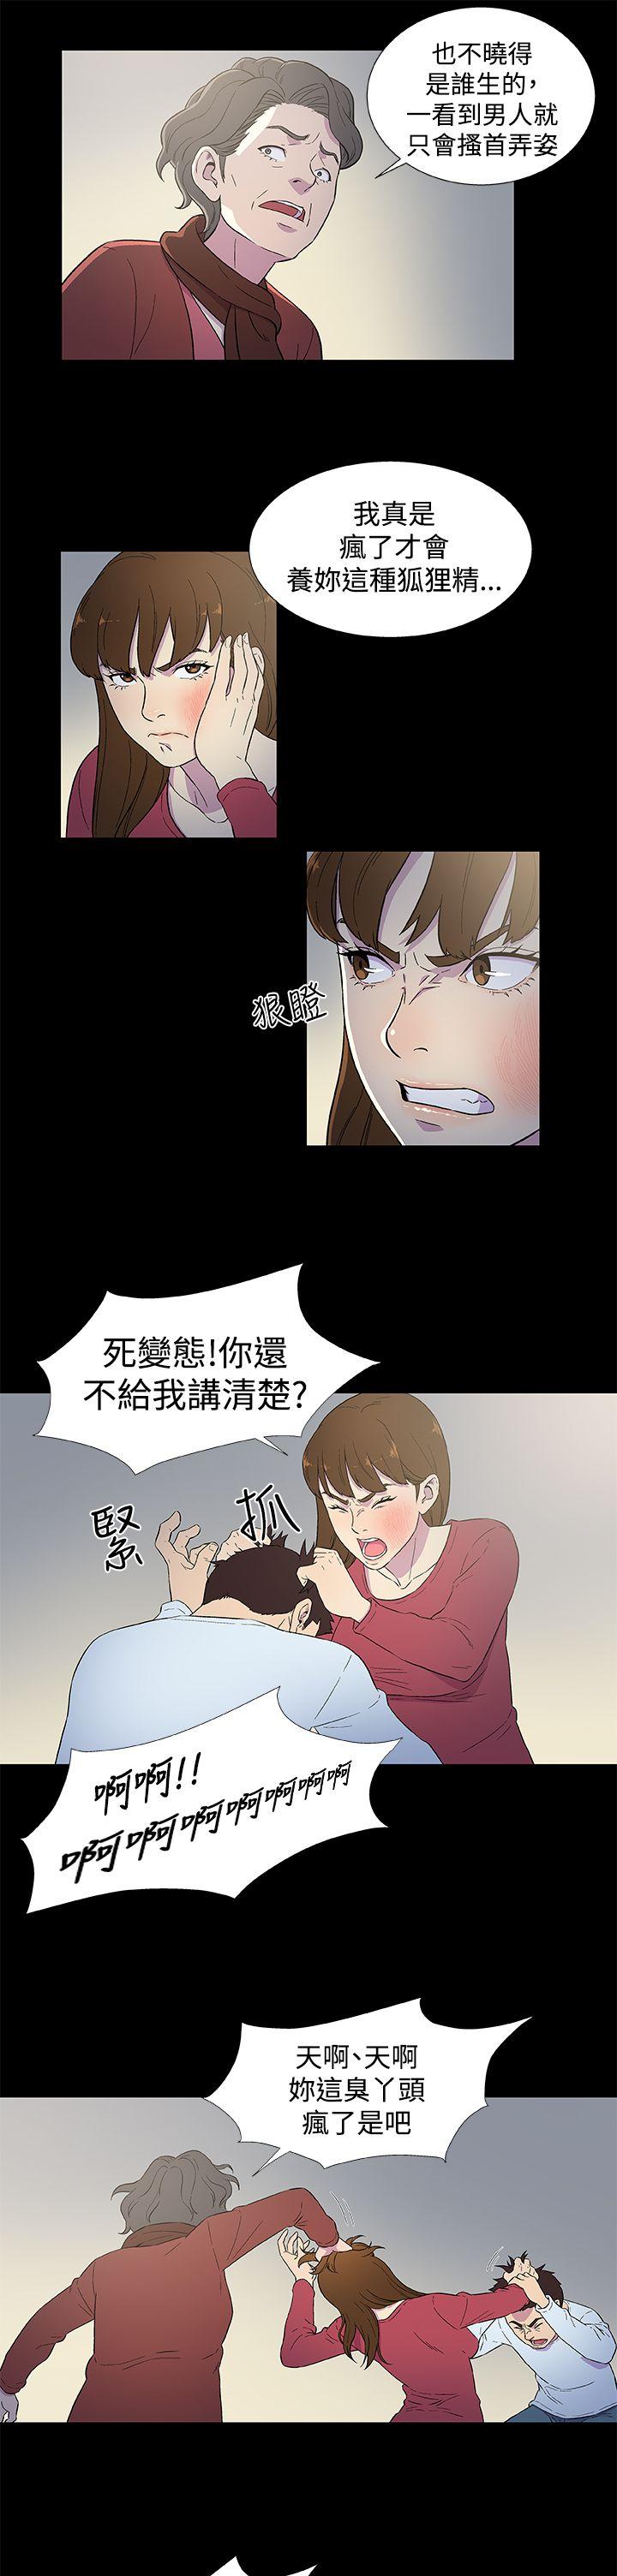 也不曉得
是誰生的,
一看到男人就
只會搔首弄姿
我真是
瘋了才會
養妳這種狐狸精...
狠瞪
死變態!你還
不給我講清楚?
緊 抓
啊啊!!
啊啊啊啊啊啊啊
天啊、天啊
妳這臭丫頭
瘋了是吧